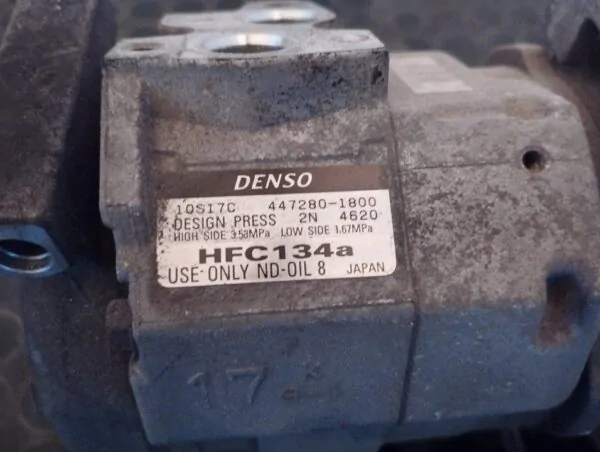 DENSO
10S17C 447280-1800
DESIGN PRESS 2N 4620
HIGH SIDE 3.53MPa LOW SIDE 1.67MPa
HFC134a
USE ONLY ND-OIL 8 JAPAN
17